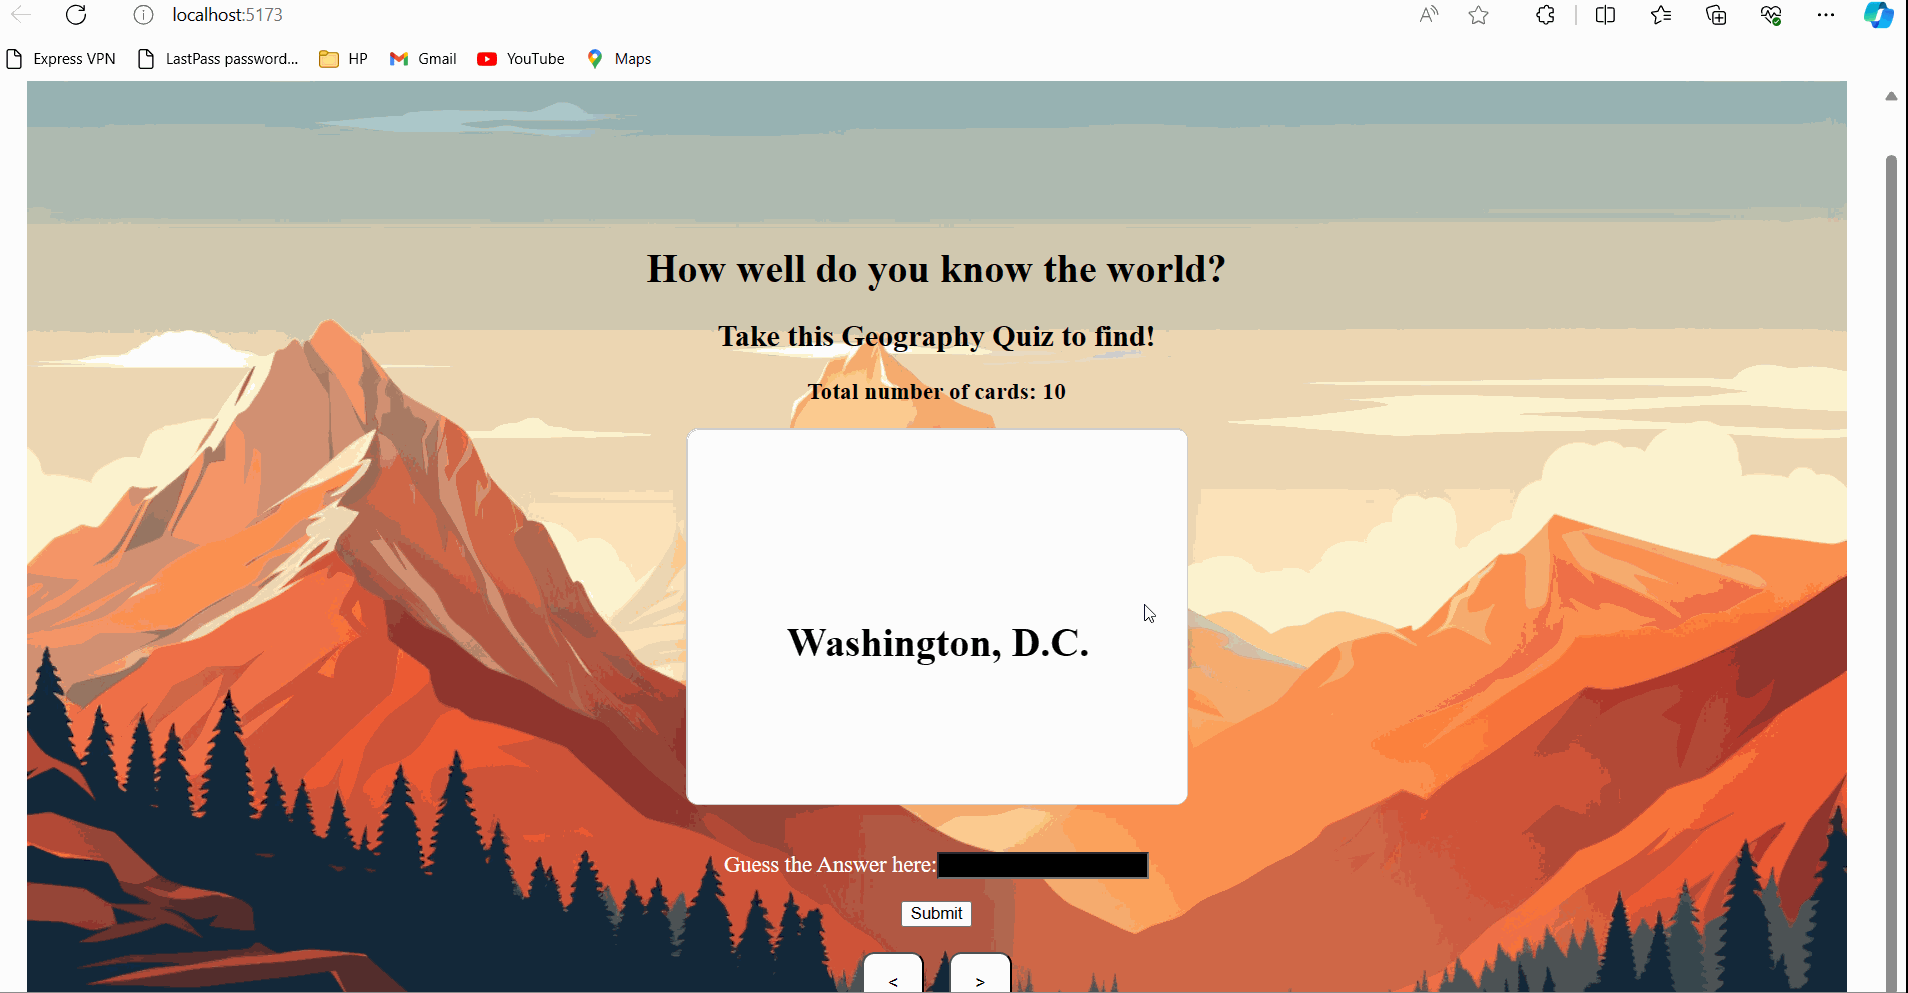 localhost:5173
Express VPN LastPass password... HP Gmail YouTube Maps
How well do you know the world?
Take this Geography Quiz to find!
Total number of cards: 10
Washington, D.C.
Guess the Answer here:
Submit
< >